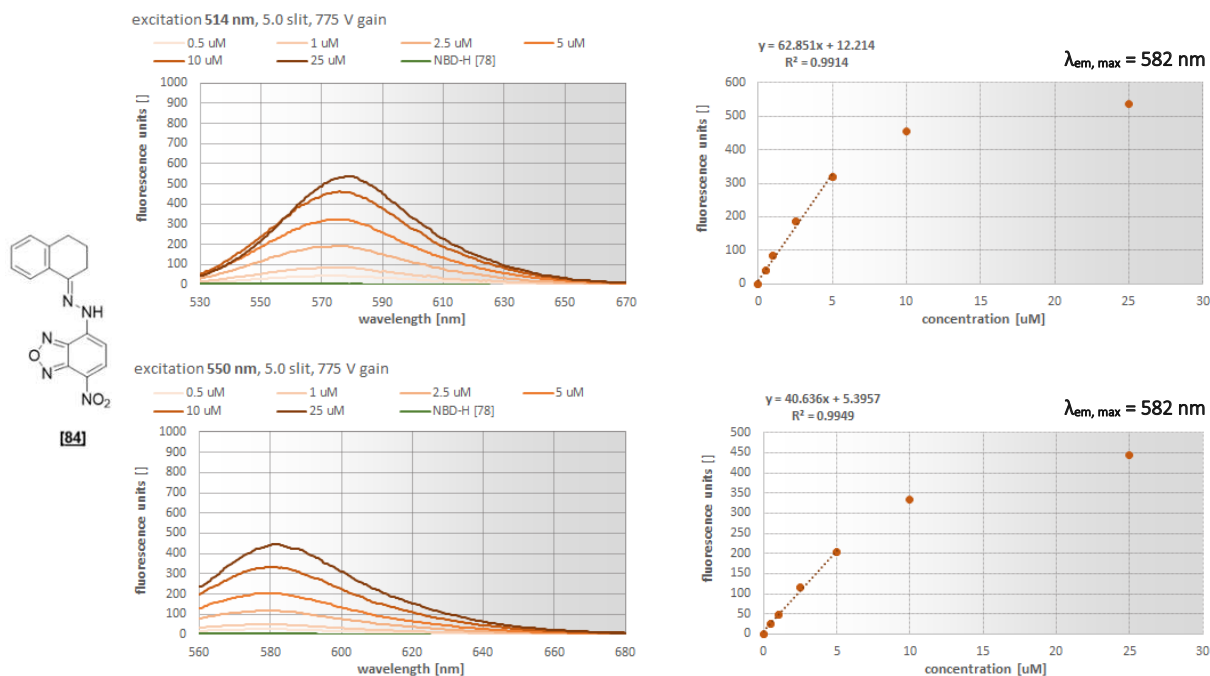 excitation 514 nm, 5.0 slit, 775 V gain
0.5 uM 1 uM 2.5 uM 5 uM
10 uM 25 uM NBD-H [78]
fluorescence units []
1000
900
800
700
600
500
400
300
200
100
0
530 550 570 590 610 630 650 670
wavelength [nm]
y = 62.851x + 12.214
R² = 0.9914
λem, max = 582 nm
fluorescence units []
600
500
400
300
200
100
0
0 5 10 15 20 25 30
concentration [uM]
N
NH
N
O
N
NO2
[84]
excitation 550 nm, 5.0 slit, 775 V gain
0.5 uM 1 uM 2.5 uM 5 uM
10 uM 25 uM NBD-H [78]
fluorescence units []
1000
900
800
700
600
500
400
300
200
100
0
560 580 600 620 640 660 680
wavelength [nm]
y = 40.636x + 5.3957
R² = 0.9949
λem, max = 582 nm
fluorescence units []
500
450
400
350
300
250
200
150
100
50
0
0 5 10 15 20 25 30
concentration [uM]